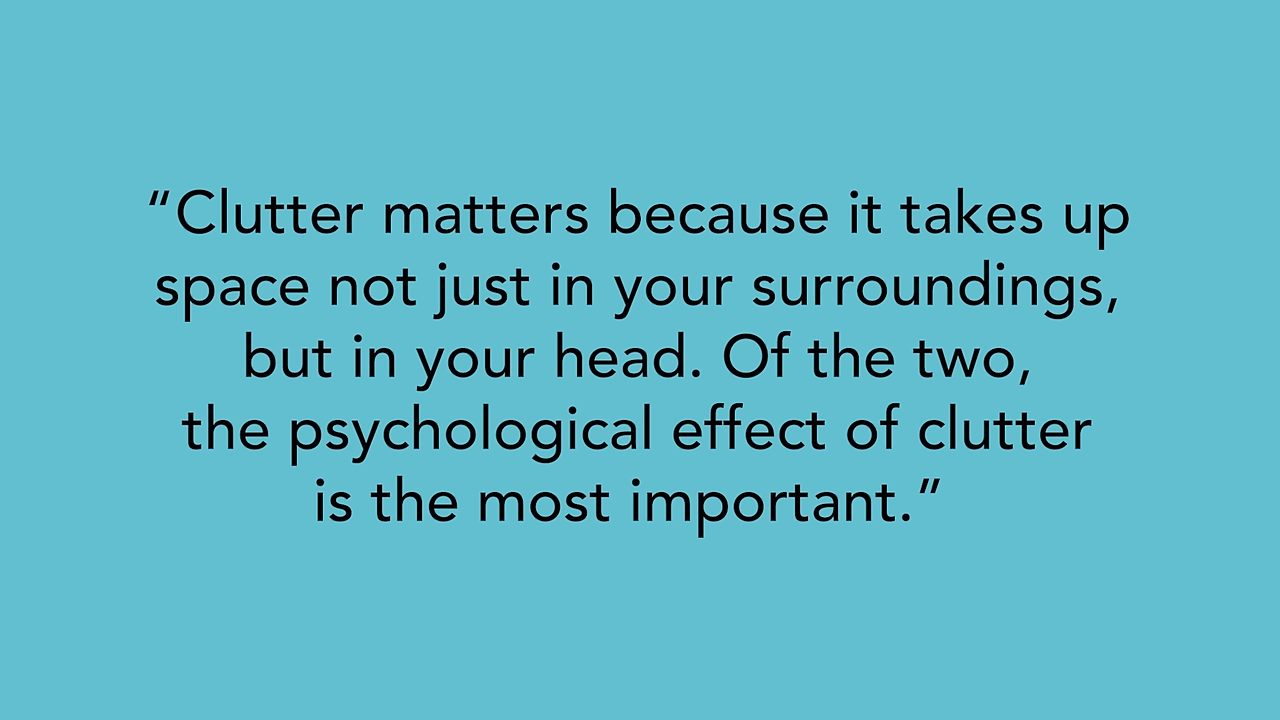 “Clutter matters because it takes up
space not just in your surroundings,
but in your head. Of the two,
the psychological effect of clutter
is the most important.”